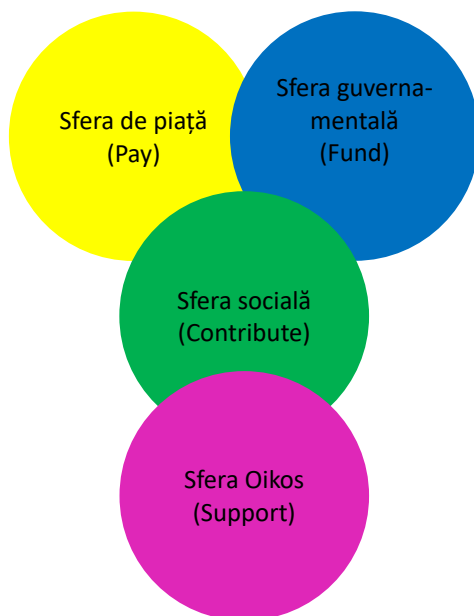 Sfera de piață
(Pay)
Sfera guverna-
mentală
(Fund)
Sfera socială
(Contribute)
Sfera Oikos
(Support)